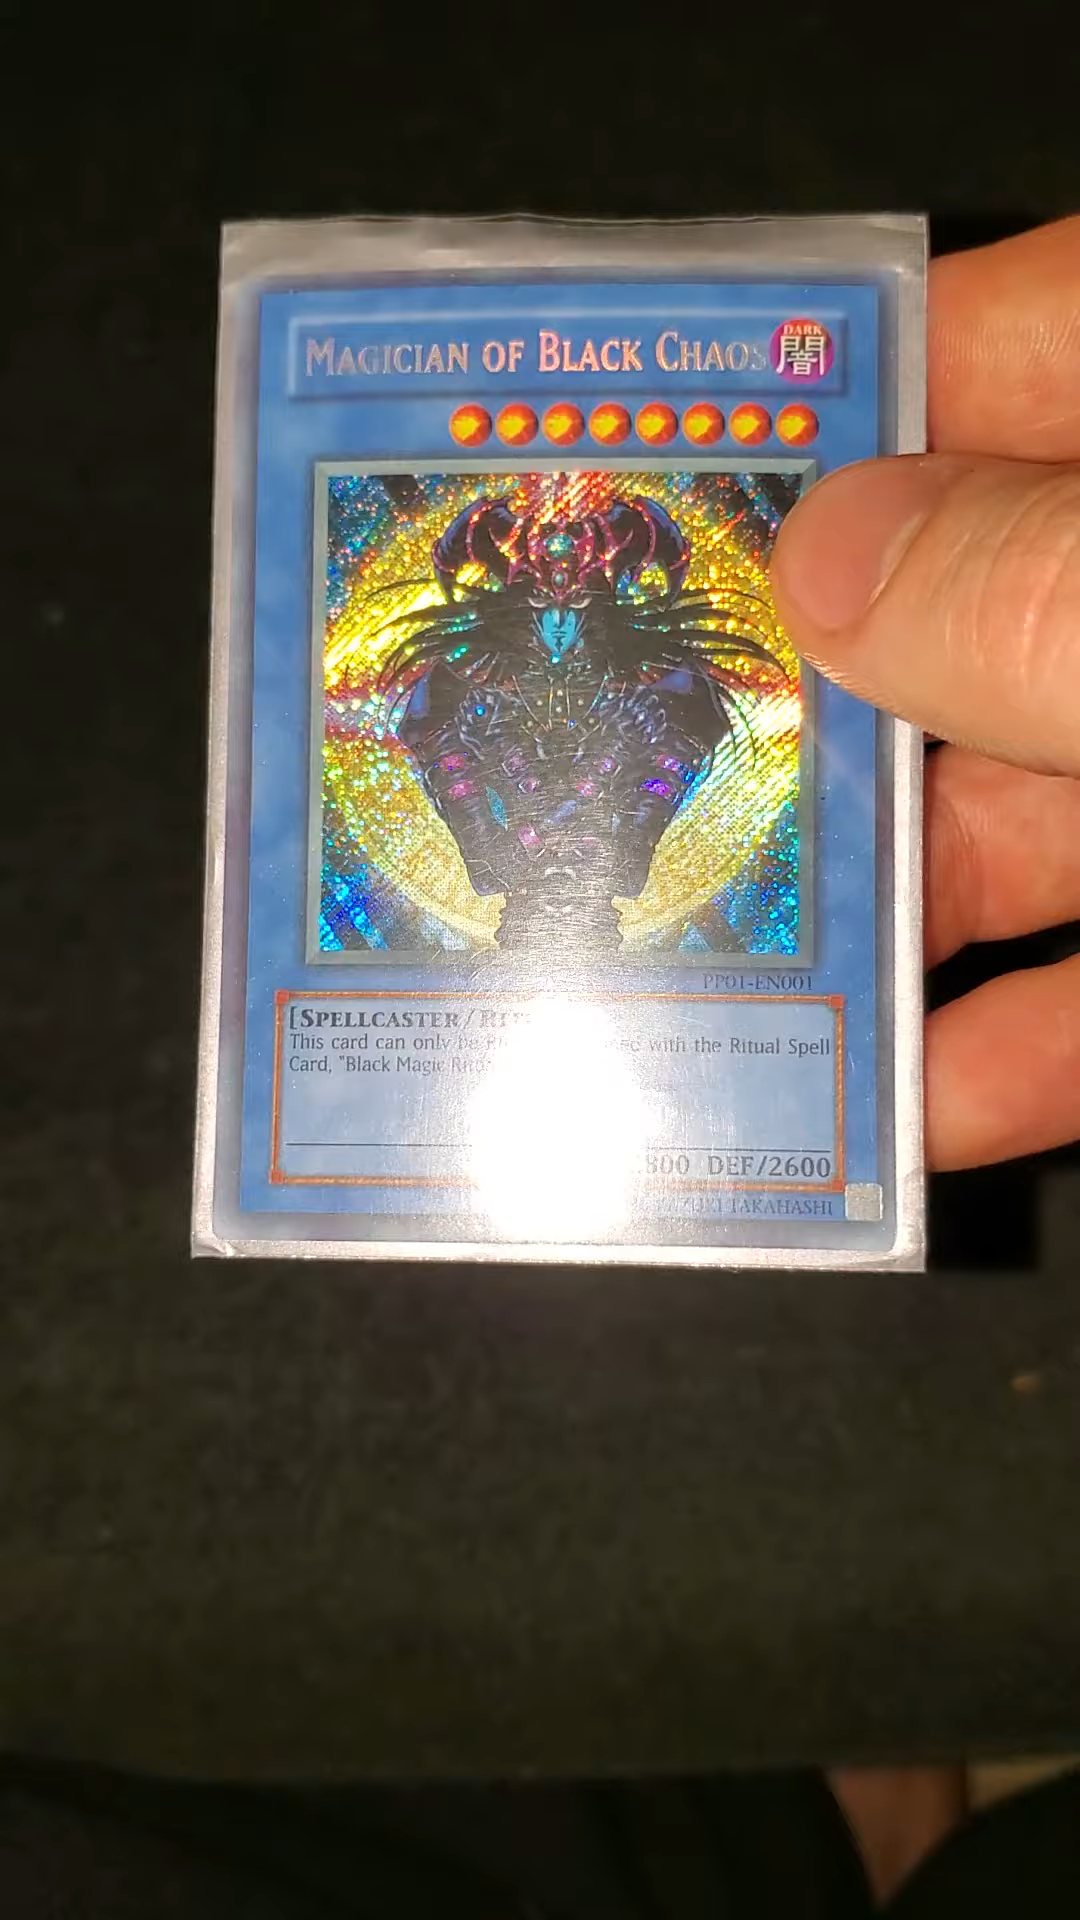 MAGICIAN OF BLACK CHAOS
DARK
闇
PP01-EN001
[SPELLCASTER/
This card can only be with the Ritual Spell
Card, "Black Magic
800 DEF/2600
TAKAHASHI